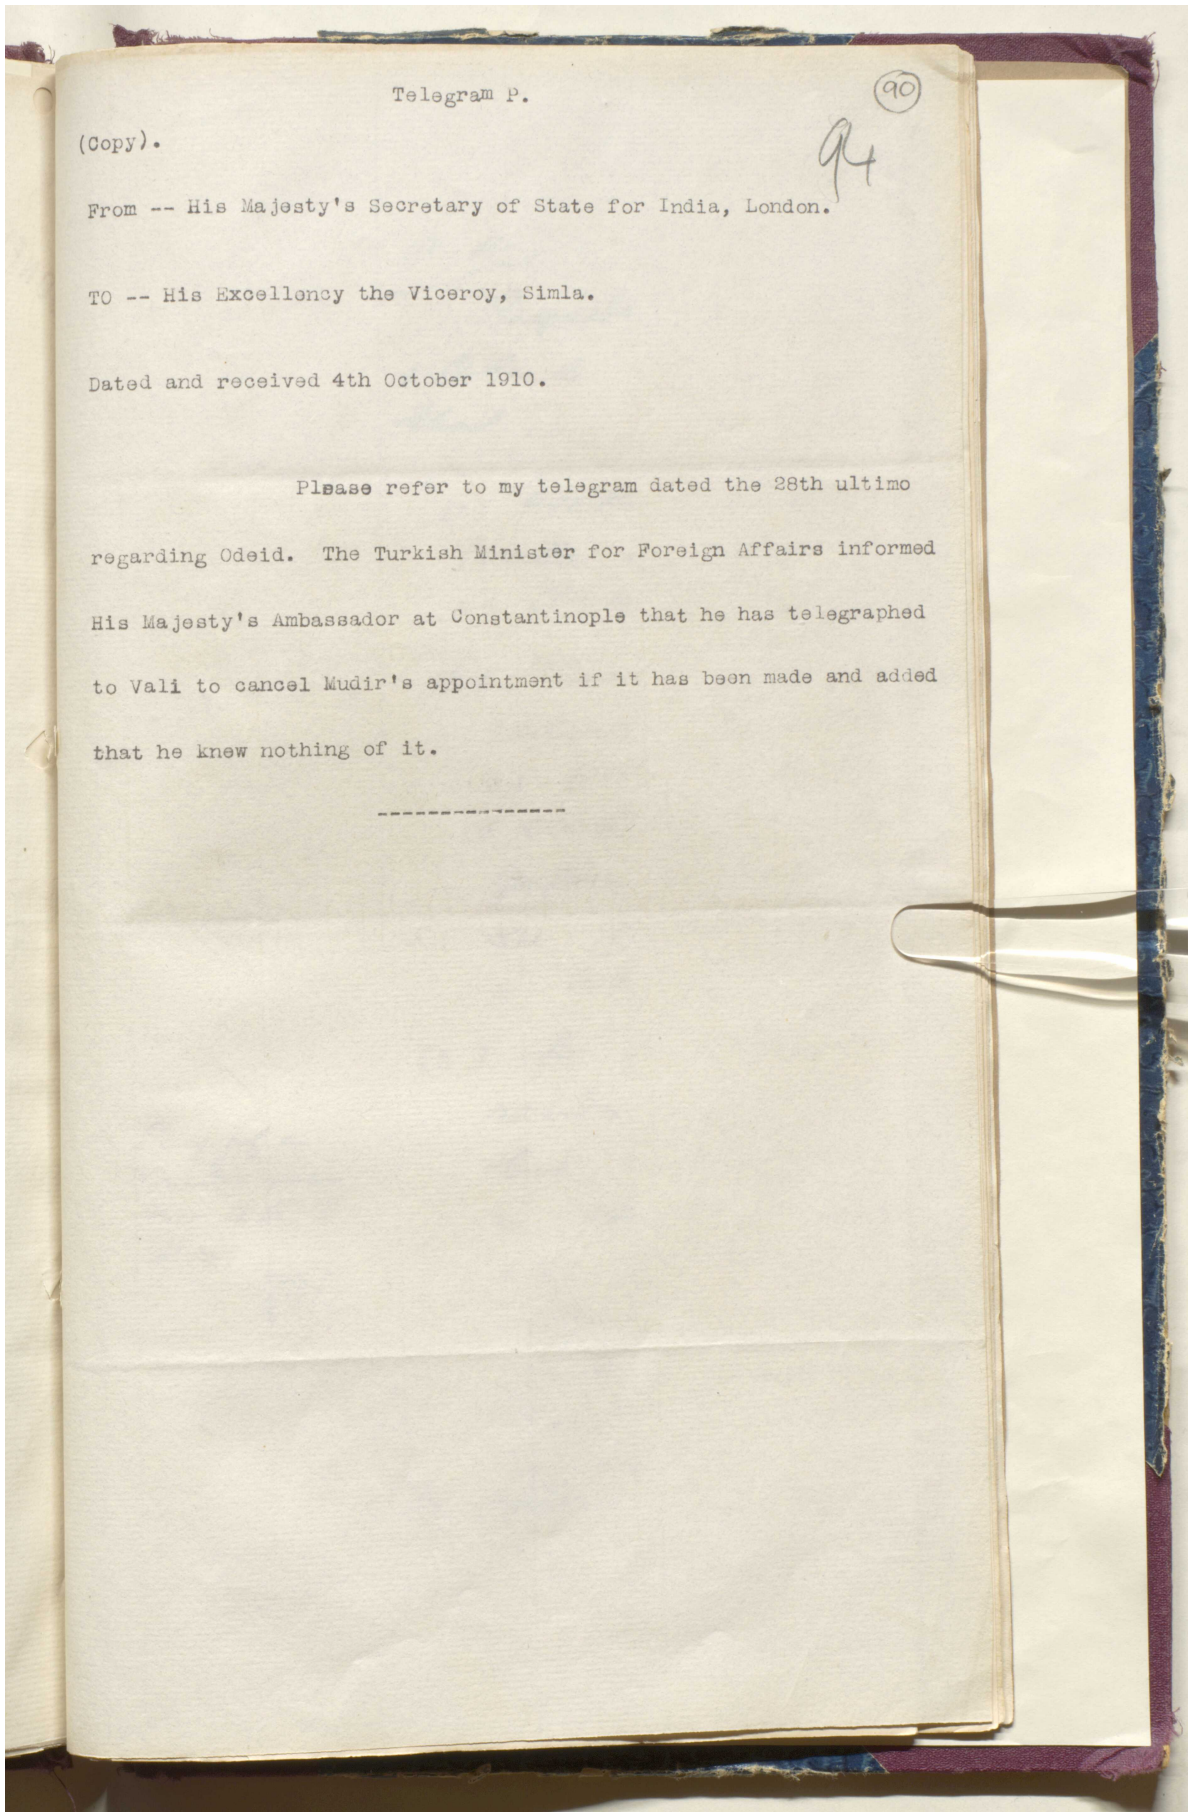 Telegram P.
90
(Copy).
94
From -- His Majesty's Secretary of State for India, London.
TO -- His Excellency the Viceroy, Simla.
Dated and received 4th October 1910.
Please refer to my telegram dated the 28th ultimo
regarding Odeid. The Turkish Minister for Foreign Affairs informed
His Majesty's Ambassador at Constantinople that he has telegraphed
to Vali to cancel Mudir's appointment if it has been made and added
that he knew nothing of it.
---------------